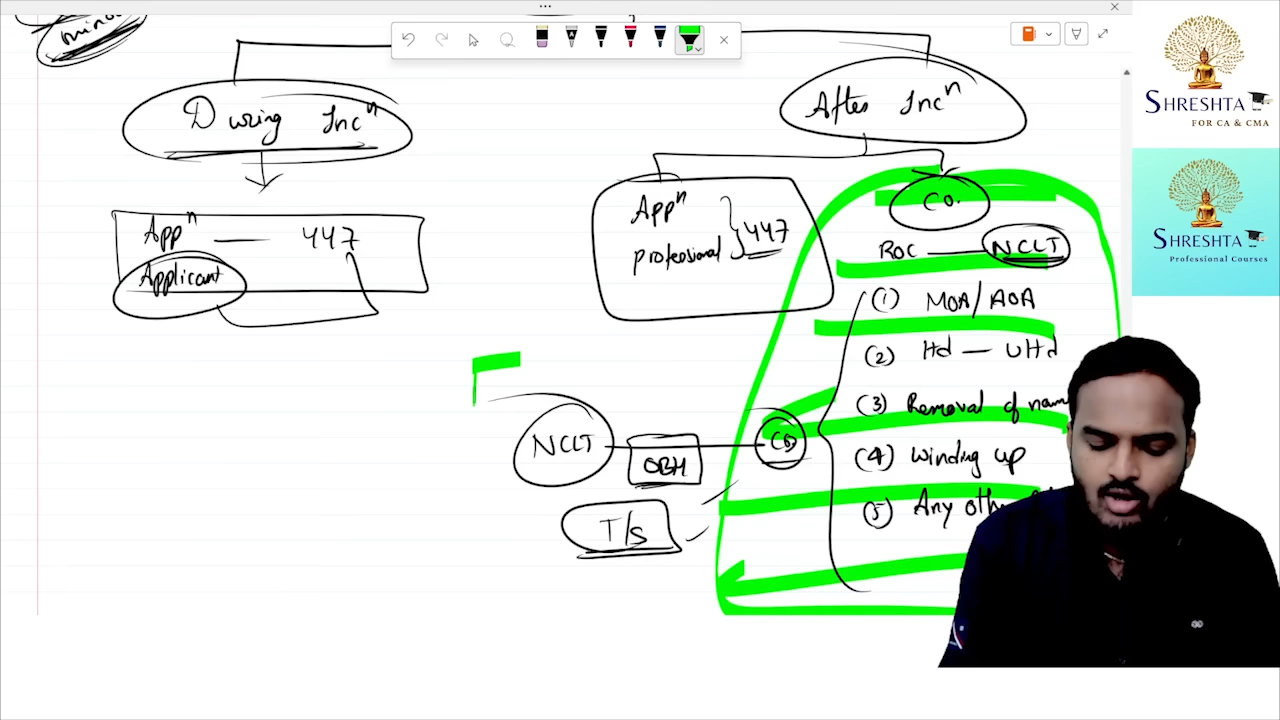 minor
During Incⁿ
Appⁿ — 447
Applicant
After Incⁿ
Appⁿ
professional
447
Co.
ROC — NCLT
(1) MOA/AOA
(2) Ltd — ULtd
(3) Removal of nam
(4) Winding up
(5) Any oth
NCLT
OBH
Co.
T/s
SHRESHTA
FOR CA & CMA
SHRESHTA
Professional Courses